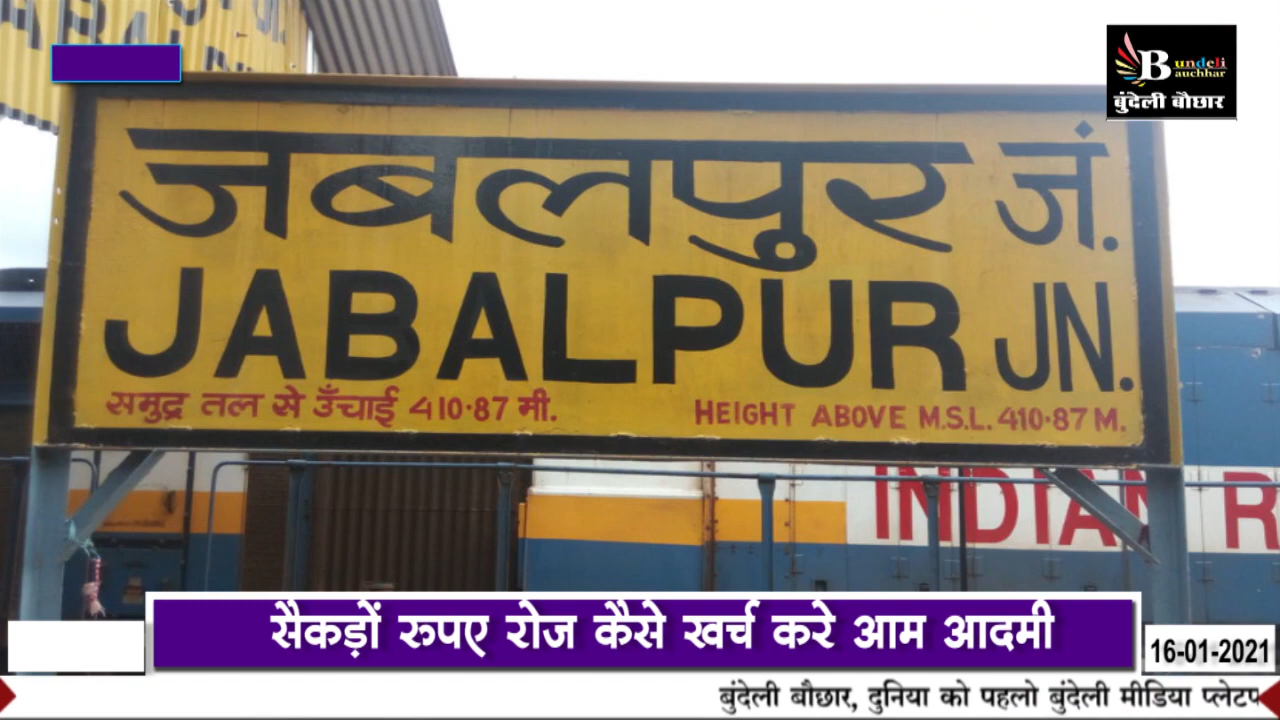 Bundeli
Bauchhar
बुंदेली बौछार
जबलपुर जं.
JABALPUR JN.
समुद्र तल से उँचाई 410·87 मी.
HEIGHT ABOVE M.S.L. 410·87 M.
INDIAN R
सैकड़ों रुपए रोज कैसे खर्च करे आम आदमी
16-01-2021
बुंदेली बौछार, दुनिया को पहलो बुंदेली मीडिया प्लेटप